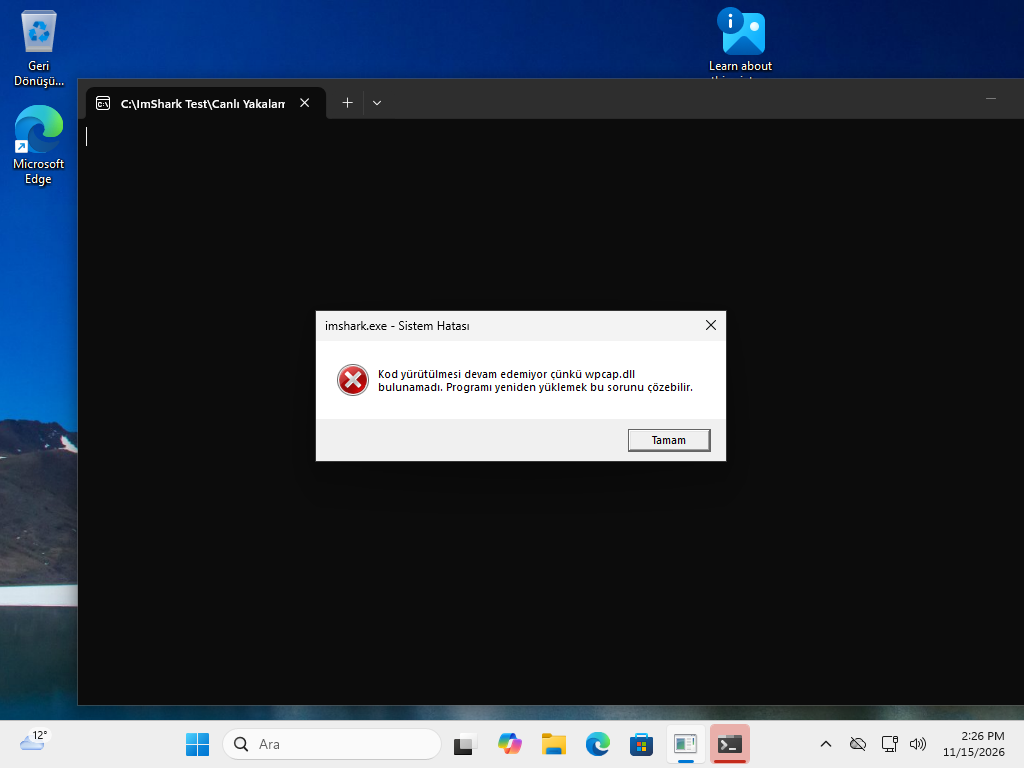 Geri
Dönüşü...
Microsoft
Edge
Learn about
C:\ImShark Test\Canlı Yakalam
imshark.exe - Sistem Hatası
Kod yürütülmesi devam edemiyor çünkü wpcap.dll
bulunamadı. Programı yeniden yüklemek bu sorunu çözebilir.
Tamam
12°
Ara
2:26 PM
11/15/2026